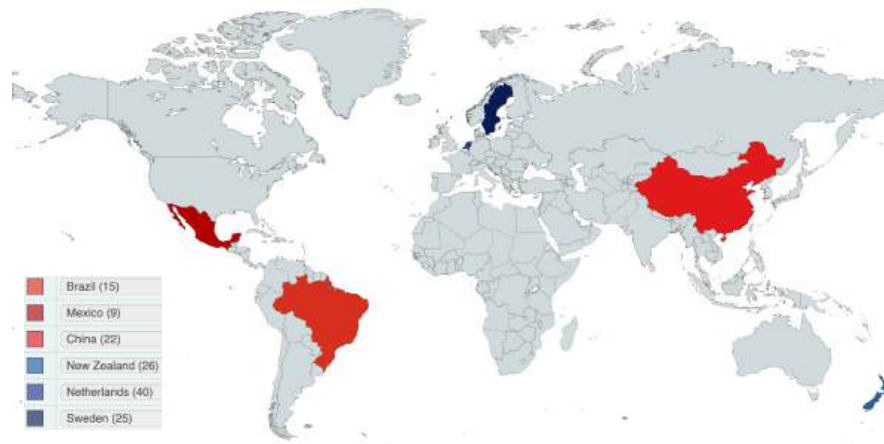 Brazil (15)
Mexico (9)
China (22)
New Zealand (26)
Netherlands (40)
Sweden (25)